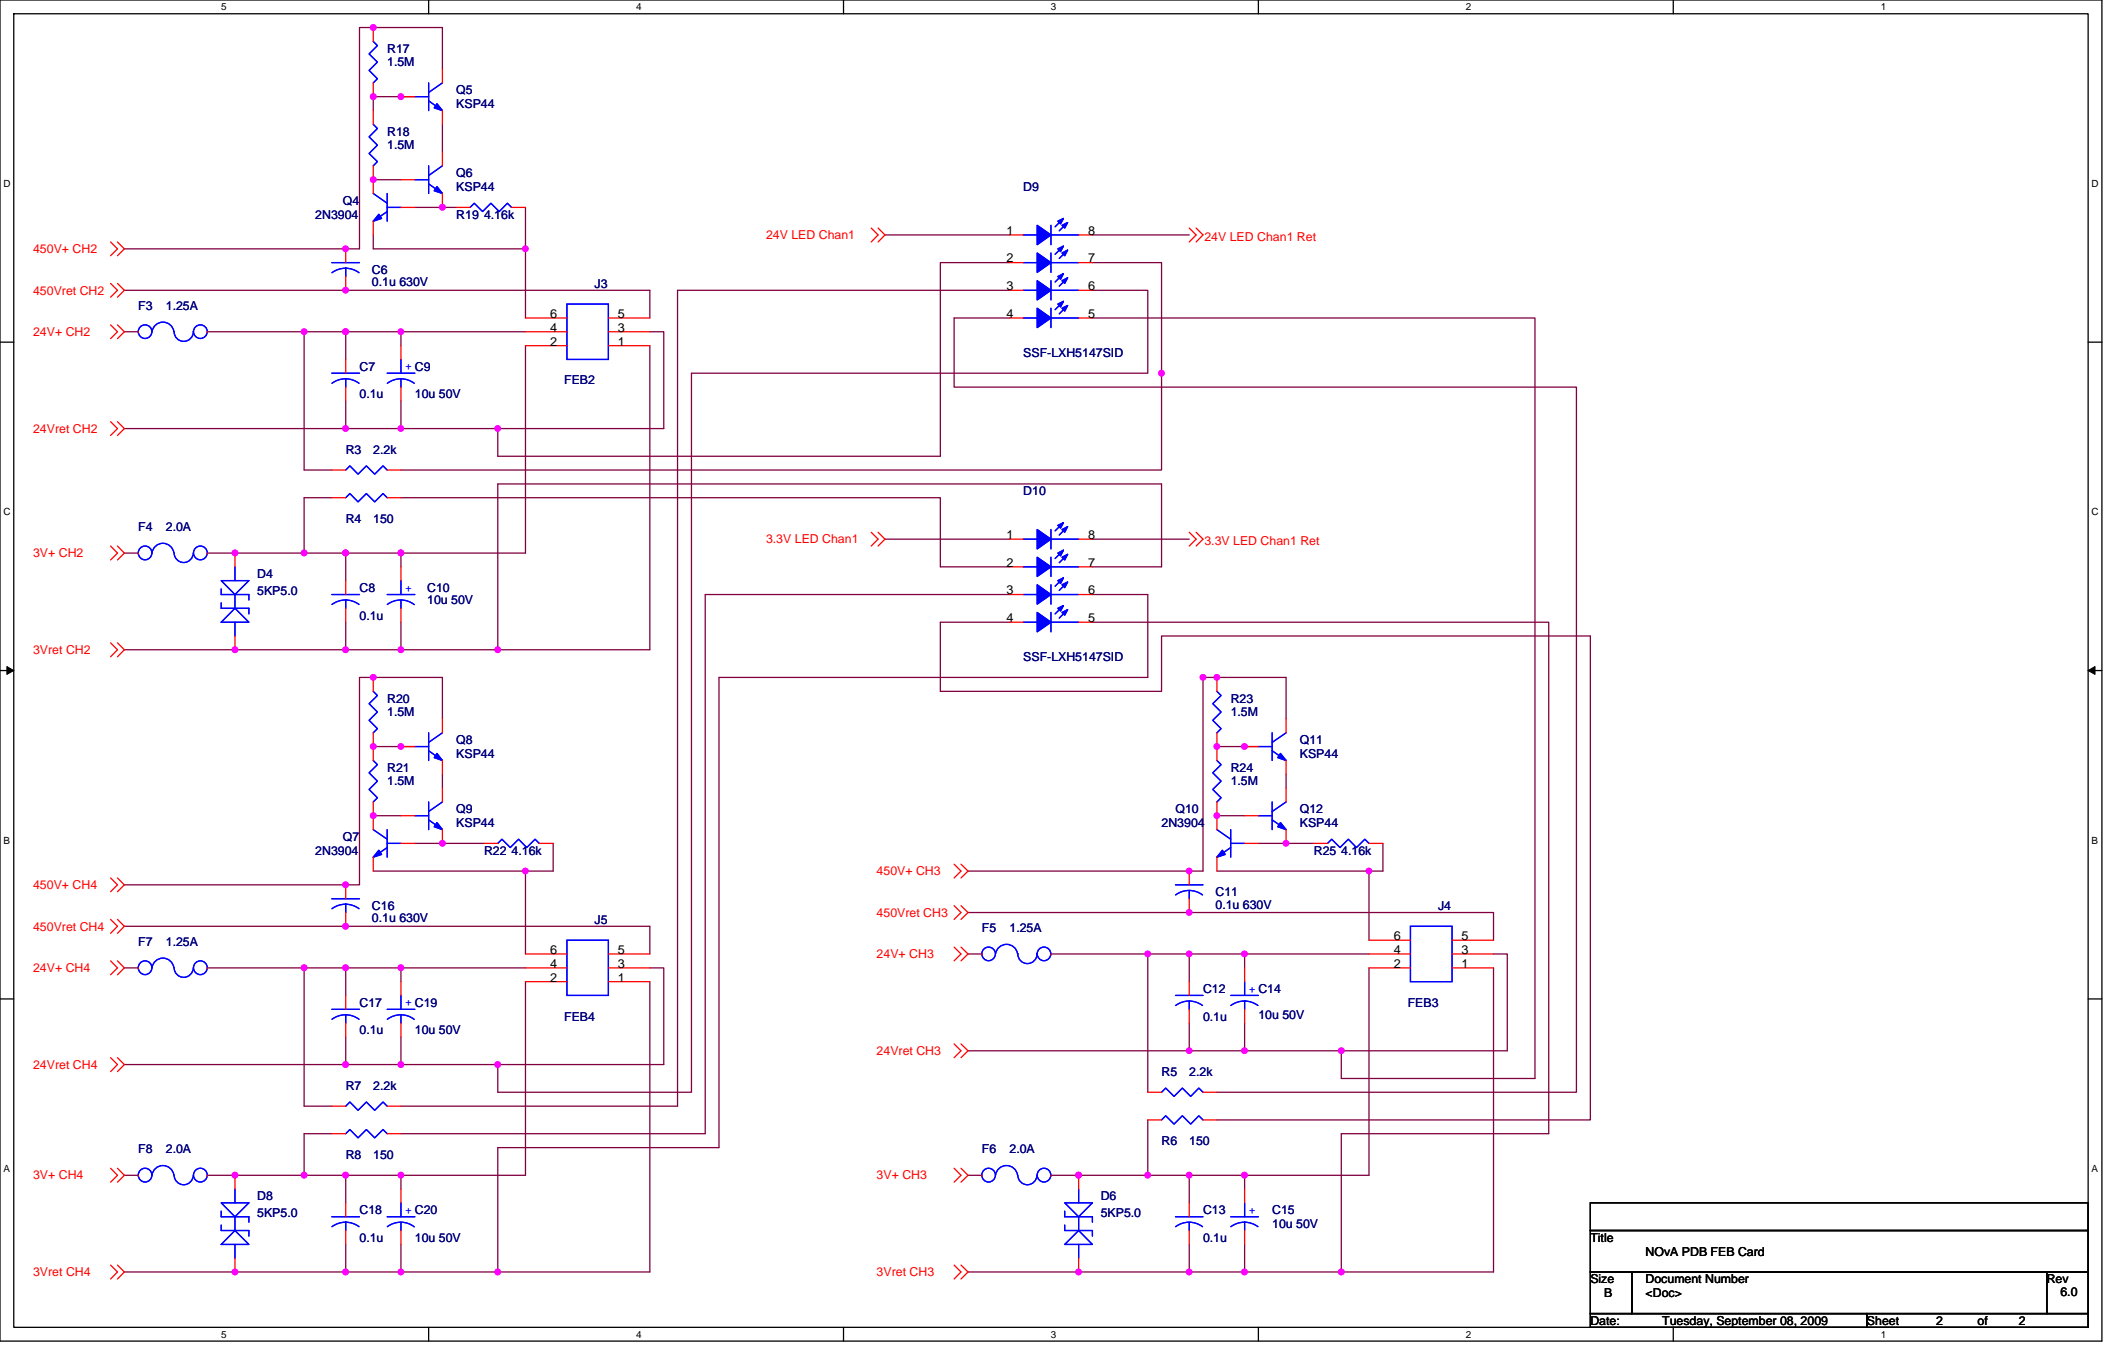 5 4 3 2 1
D
C
B
A
R17
1.5M
Q5
KSP44
R18
1.5M
Q6
KSP44
Q4
2N3904
R19 4.16k
450V+ CH2
C6
0.1u 630V
450Vret CH2
F3 1.25A
24V+ CH2
J3
6 5
4 3
2 1
FEB2
C7
0.1u
+ C9
10u 50V
24Vret CH2
R3 2.2k
R4 150
F4 2.0A
3V+ CH2
D4
5KP5.0
C8
0.1u
+ C10
10u 50V
3Vret CH2
D9
24V LED Chan1
1 8
24V LED Chan1 Ret
2 7
3 6
4 5
SSF-LXH5147SID
D10
3.3V LED Chan1
1 8
3.3V LED Chan1 Ret
2 7
3 6
4 5
SSF-LXH5147SID
R20
1.5M
Q8
KSP44
R21
1.5M
Q9
KSP44
Q7
2N3904
R22 4.16k
450V+ CH4
C16
0.1u 630V
450Vret CH4
F7 1.25A
24V+ CH4
J5
6 5
4 3
2 1
FEB4
C17
0.1u
+ C19
10u 50V
24Vret CH4
R7 2.2k
R8 150
F8 2.0A
3V+ CH4
D8
5KP5.0
C18
0.1u
+ C20
10u 50V
3Vret CH4
R23
1.5M
Q11
KSP44
R24
1.5M
Q10
2N3904
Q12
KSP44
R25 4.16k
450V+ CH3
C11
0.1u 630V
450Vret CH3
F5 1.25A
24V+ CH3
J4
6 5
4 3
2 1
FEB3
C12
0.1u
+ C14
10u 50V
24Vret CH3
R5 2.2k
R6 150
F6 2.0A
3V+ CH3
D6
5KP5.0
C13
0.1u
+ C15
10u 50V
3Vret CH3
D
C
B
A
Title
NOvA PDB FEB Card
Size Document Number Rev
B <Doc> 6.0
Date: Tuesday, September 08, 2009 Sheet 2 of 2
5 4 3 2 1